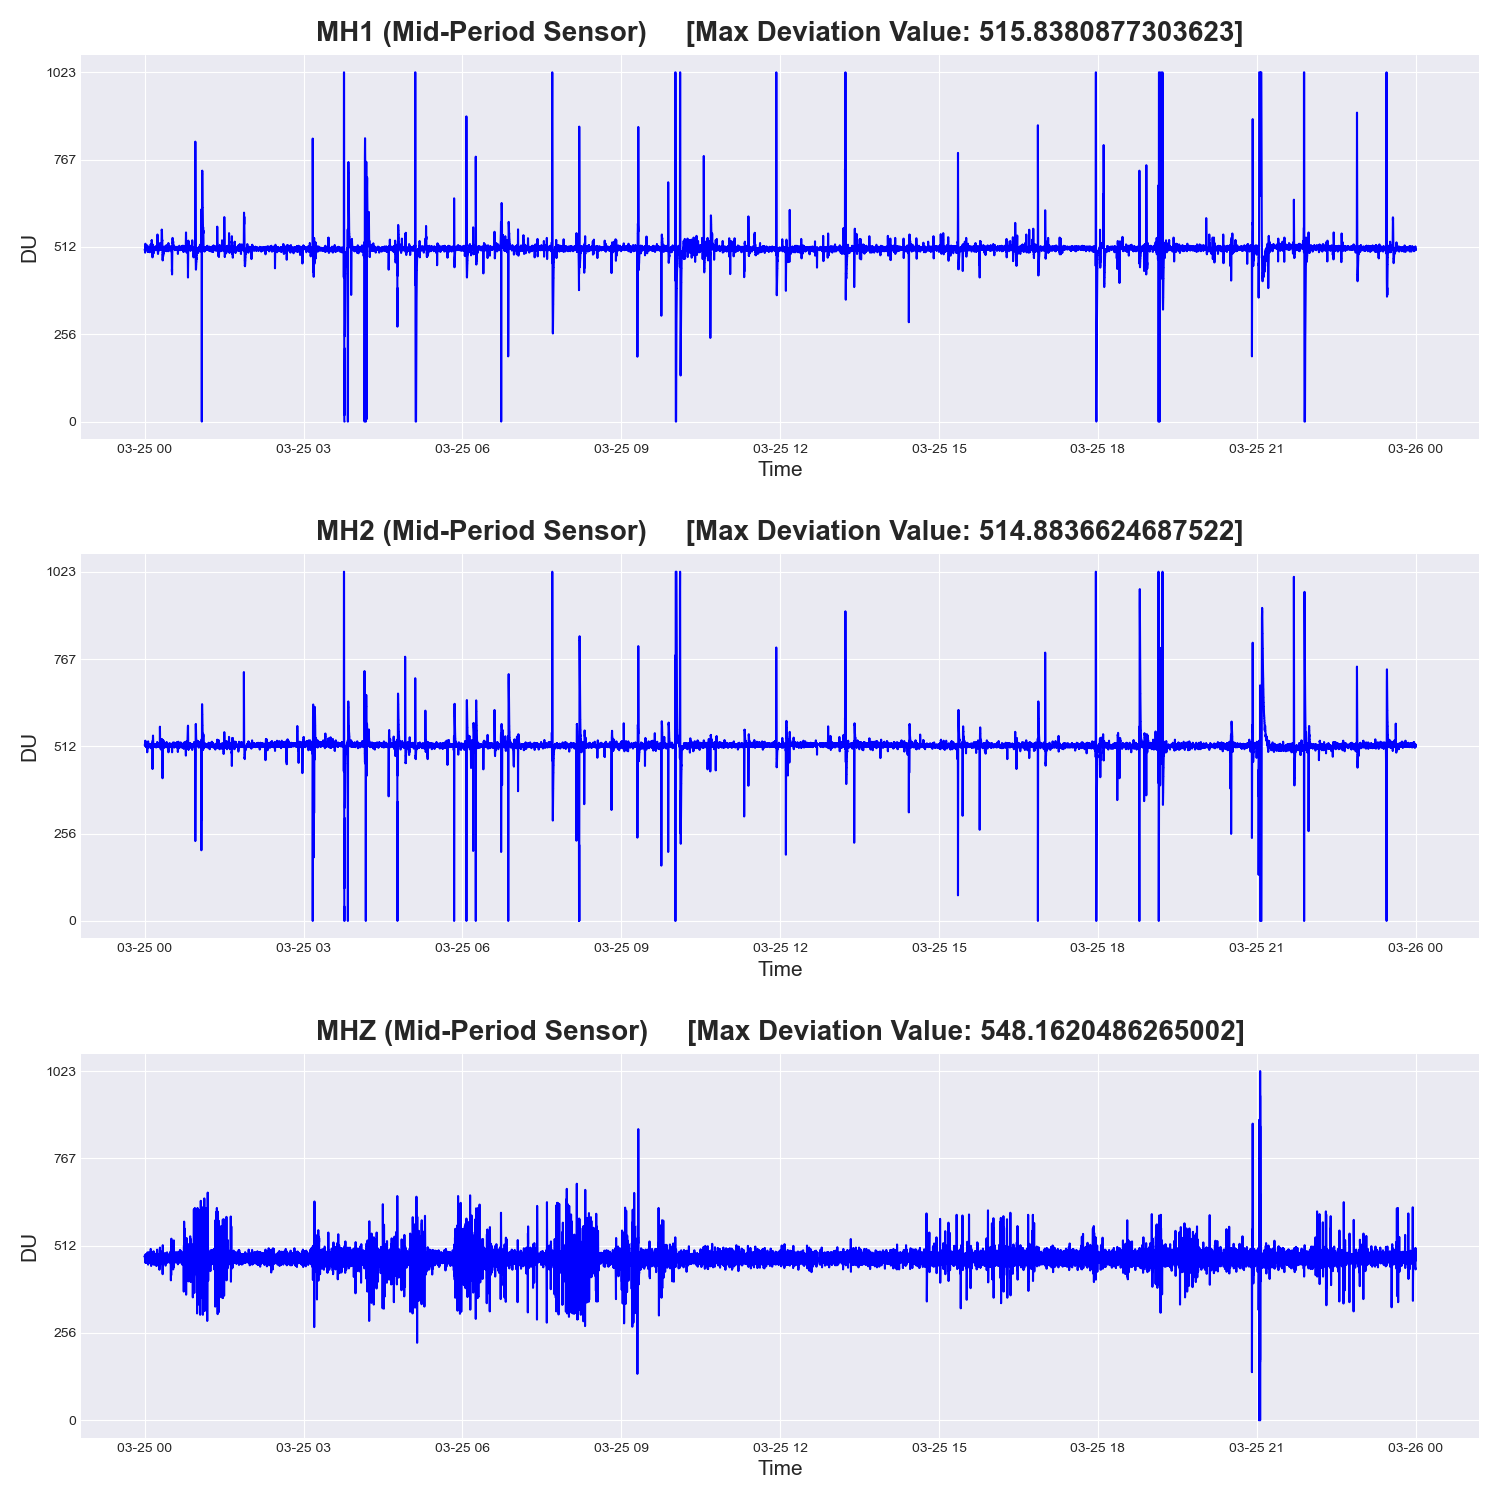 MH1 (Mid-Period Sensor) [Max Deviation Value: 515.8380877303623]
1023
767
512
256
0
DU
03-25 00 03-25 03 03-25 06 03-25 09 03-25 12 03-25 15 03-25 18 03-25 21 03-26 00
Time
MH2 (Mid-Period Sensor) [Max Deviation Value: 514.8836624687522]
1023
767
512
256
0
DU
03-25 00 03-25 03 03-25 06 03-25 09 03-25 12 03-25 15 03-25 18 03-25 21 03-26 00
Time
MHZ (Mid-Period Sensor) [Max Deviation Value: 548.1620486265002]
1023
767
512
256
0
DU
03-25 00 03-25 03 03-25 06 03-25 09 03-25 12 03-25 15 03-25 18 03-25 21 03-26 00
Time